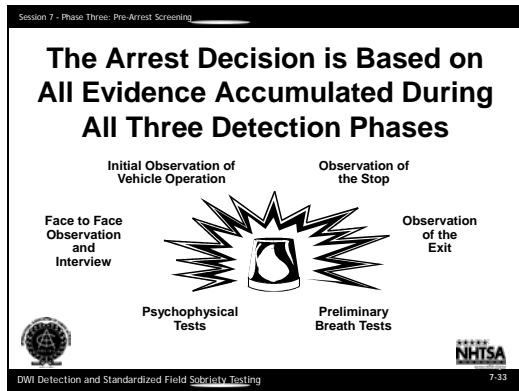 Session 7 - Phase Three: Pre-Arrest Screening
The Arrest Decision is Based on
All Evidence Accumulated During
All Three Detection Phases
Initial Observation of
Vehicle Operation
Observation of
the Stop
Face to Face
Observation
and
Interview
Observation
of the
Exit
Psychophysical
Tests
Preliminary
Breath Tests
NHTSA
DWI Detection and Standardized Field Sobriety Testing
7-33